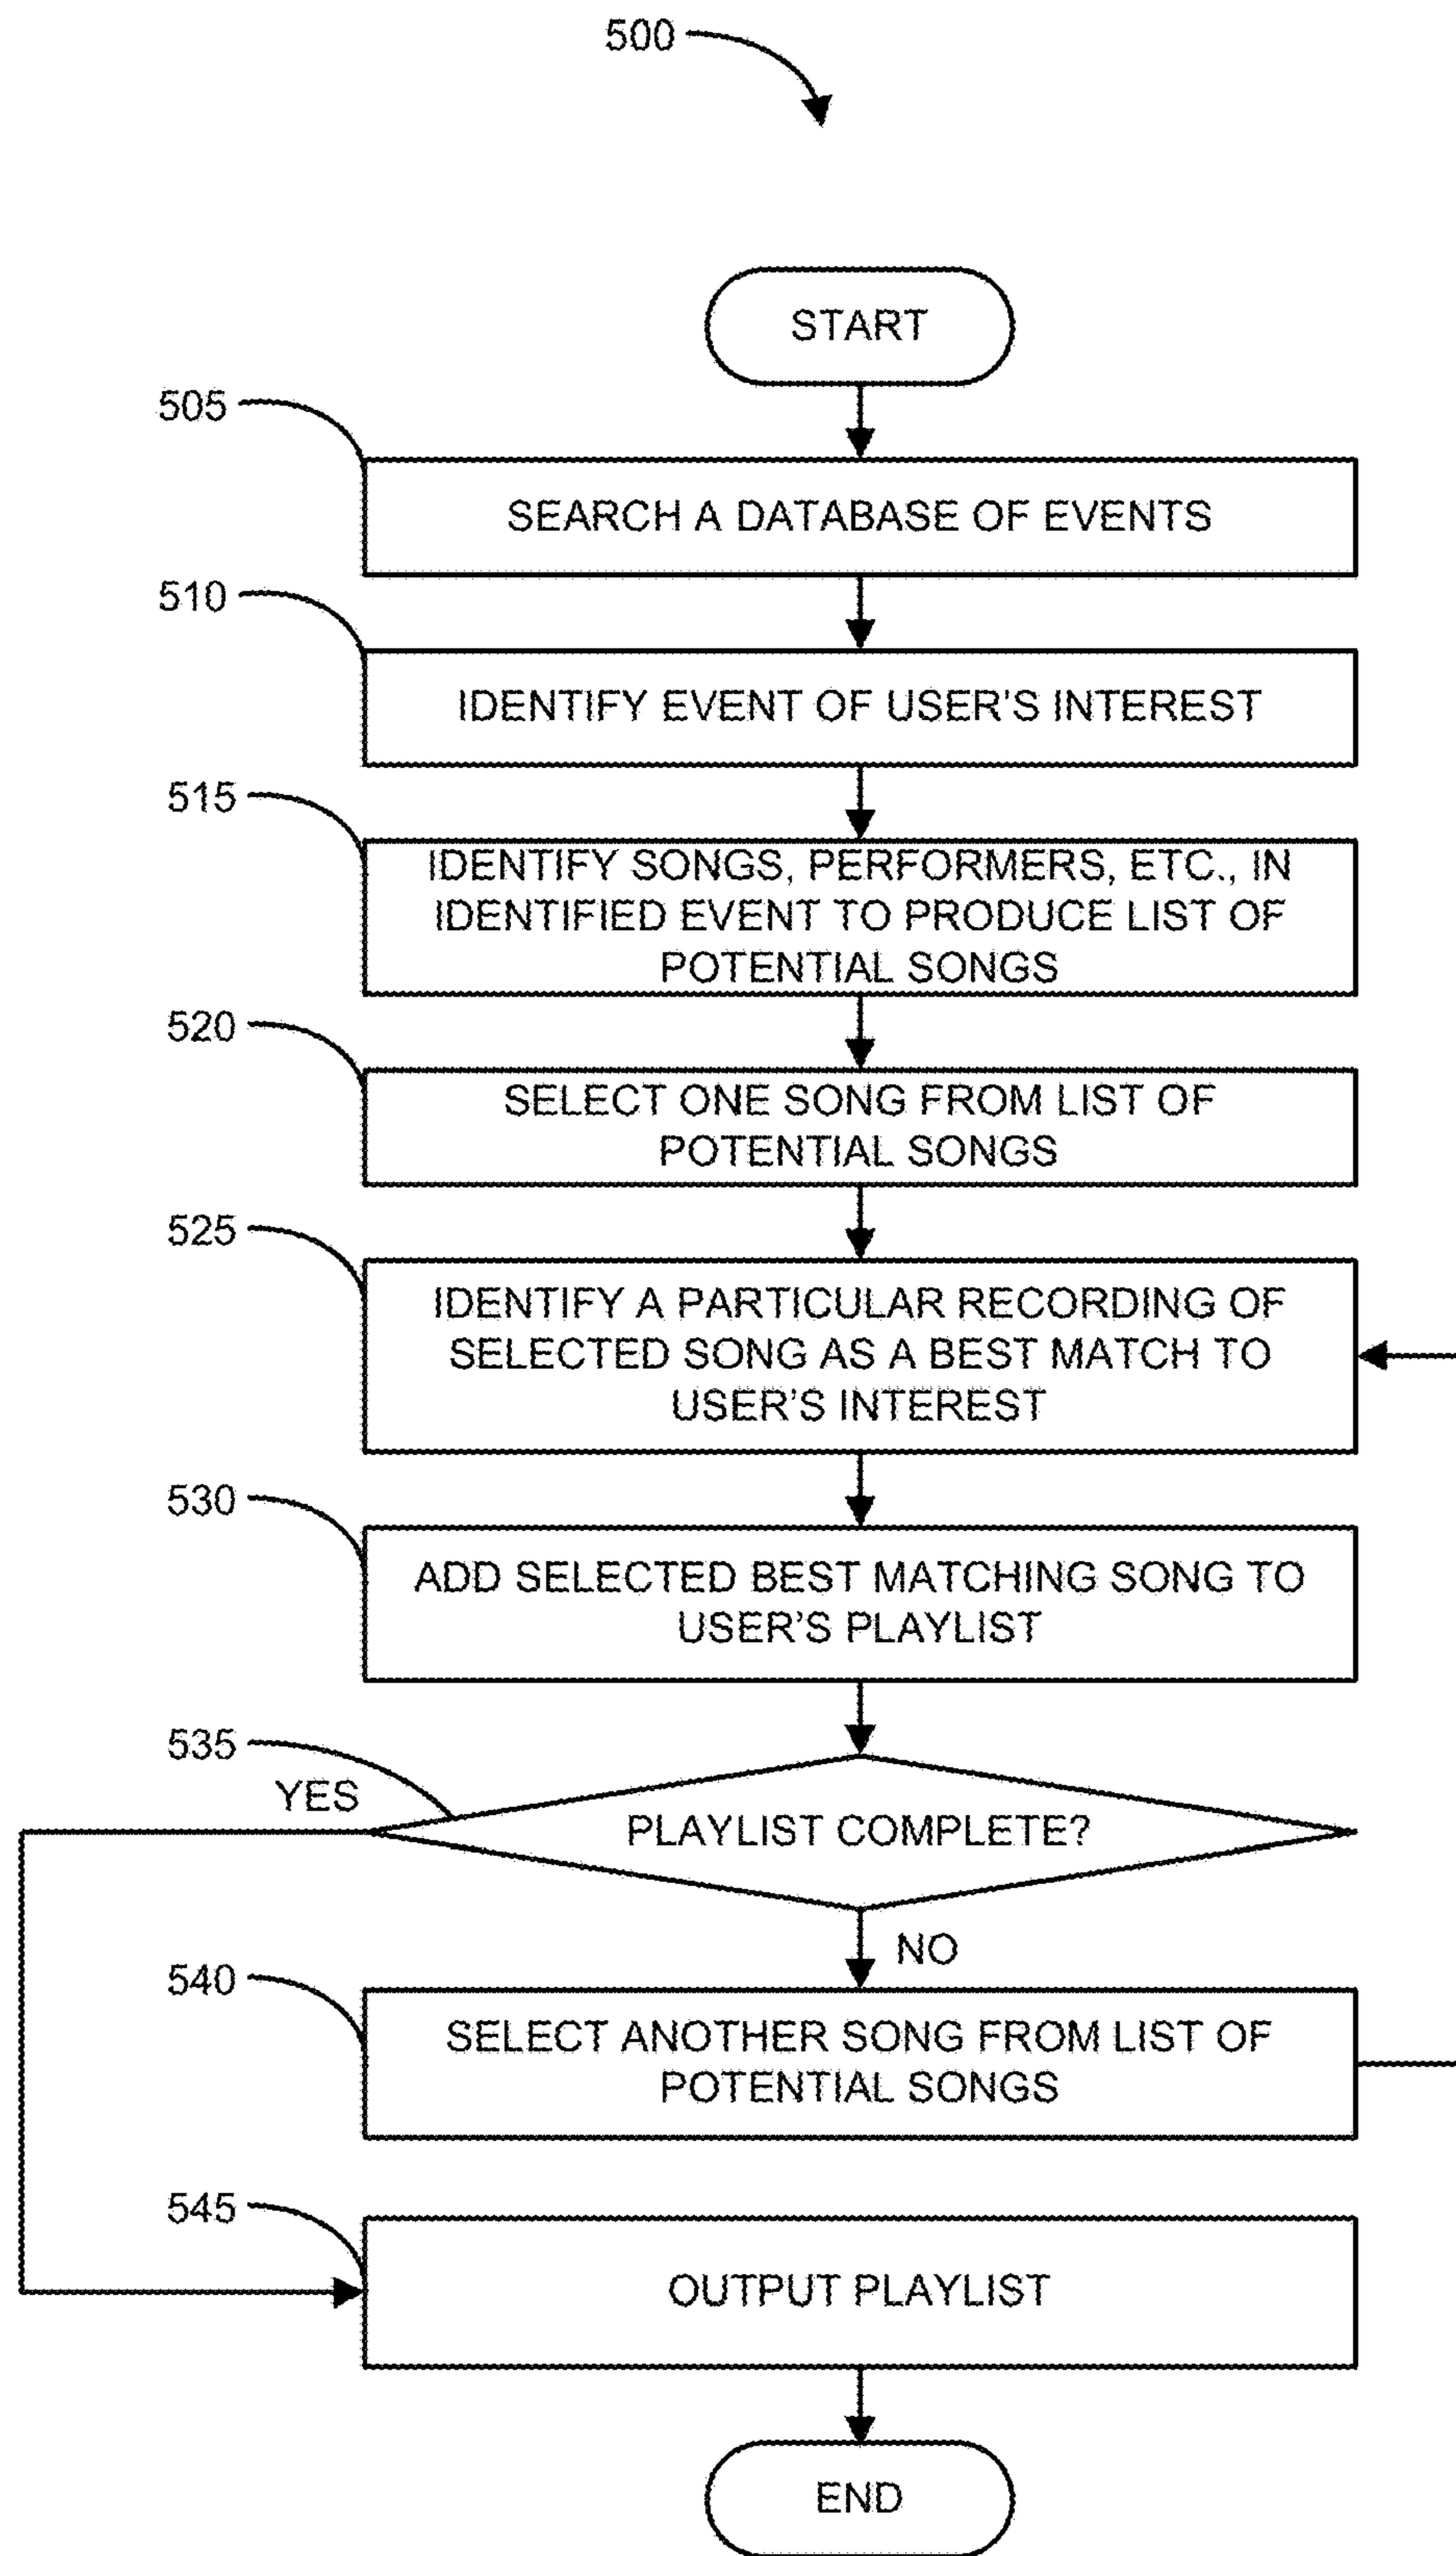 500
START
505
SEARCH A DATABASE OF EVENTS
510
IDENTIFY EVENT OF USER'S INTEREST
515
IDENTIFY SONGS, PERFORMERS, ETC., IN
IDENTIFIED EVENT TO PRODUCE LIST OF
POTENTIAL SONGS
520
SELECT ONE SONG FROM LIST OF
POTENTIAL SONGS
525
IDENTIFY A PARTICULAR RECORDING OF
SELECTED SONG AS A BEST MATCH TO
USER'S INTEREST
530
ADD SELECTED BEST MATCHING SONG TO
USER'S PLAYLIST
535
YES
PLAYLIST COMPLETE?
NO
540
SELECT ANOTHER SONG FROM LIST OF
POTENTIAL SONGS
545
OUTPUT PLAYLIST
END